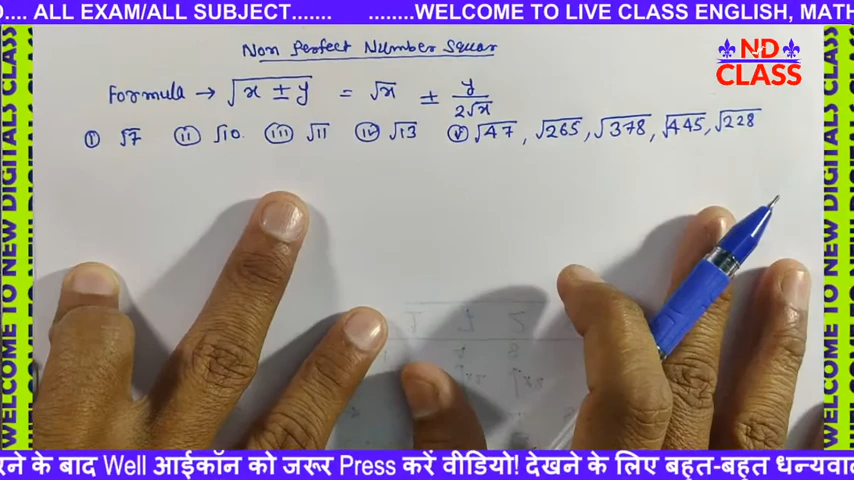 .... ALL EXAM/ALL SUBJECT....... ........WELCOME TO LIVE CLASS ENGLISH, MATH
Non Perfect Number Squar
ND
CLASS
Formula → √x ± y = √x ± y/2√x
(i) √7 (ii) √10. (iii) √11 (iv) √13 (v) √47, √265, √378, √445, √228
WELCOME TO NEW DIGITALS CLASS
WELCOME TO NEW DIGITALS CLASS
रने के बाद Well आईकॉन को जरूर Press करें वीडियो! देखने के लिए बहुत-बहुत धन्यवाद